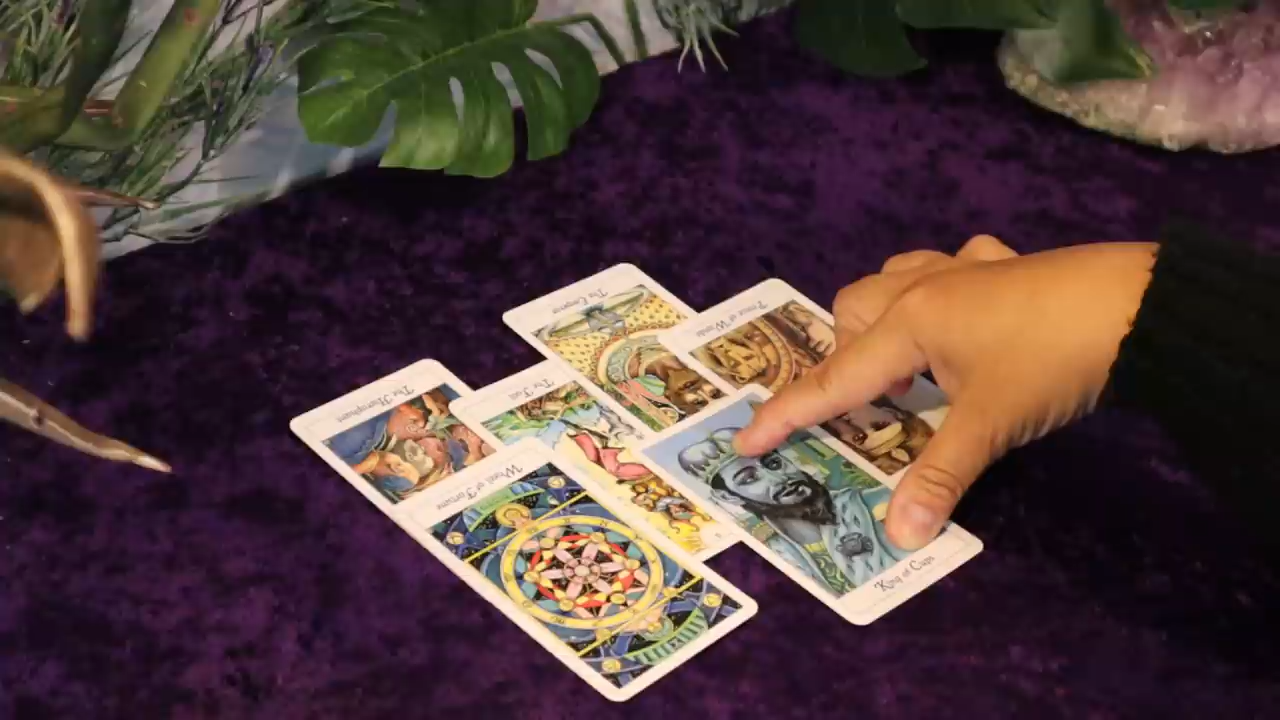 The Emperor
Prince of Wands
The Hierophant
The Fool
Wheel of Fortune
King of Cups